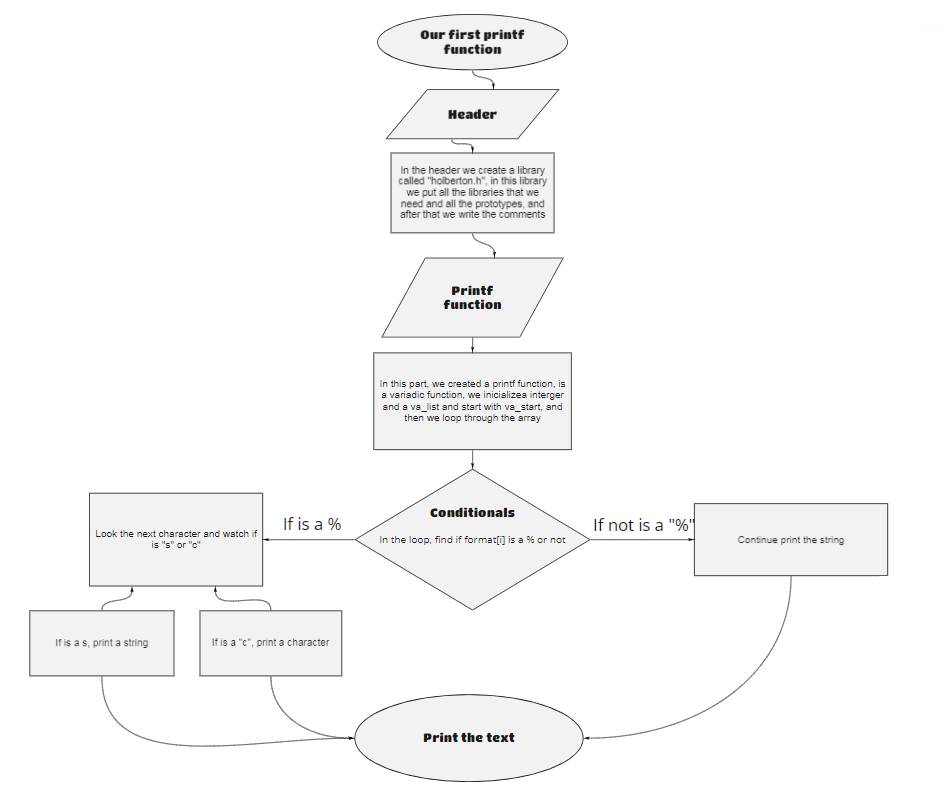 Our first printf
function
Header
In the header we create a library
called "holberton.h", in this library
we put all the libraries that we
need and all the prototypes, and
after that we write the comments
Printf
function
In this part, we created a printf function, is
a variadic function, we inicializea interger
and a va_list and start with va_start, and
then we loop through the array
Conditionals
In the loop, find if format[i] is a % or not
If is a %
If not is a "%"
Look the next character and watch if
is "s" or "c"
Continue print the string
If is a s, print a string
If is a "c", print a character
Print the text